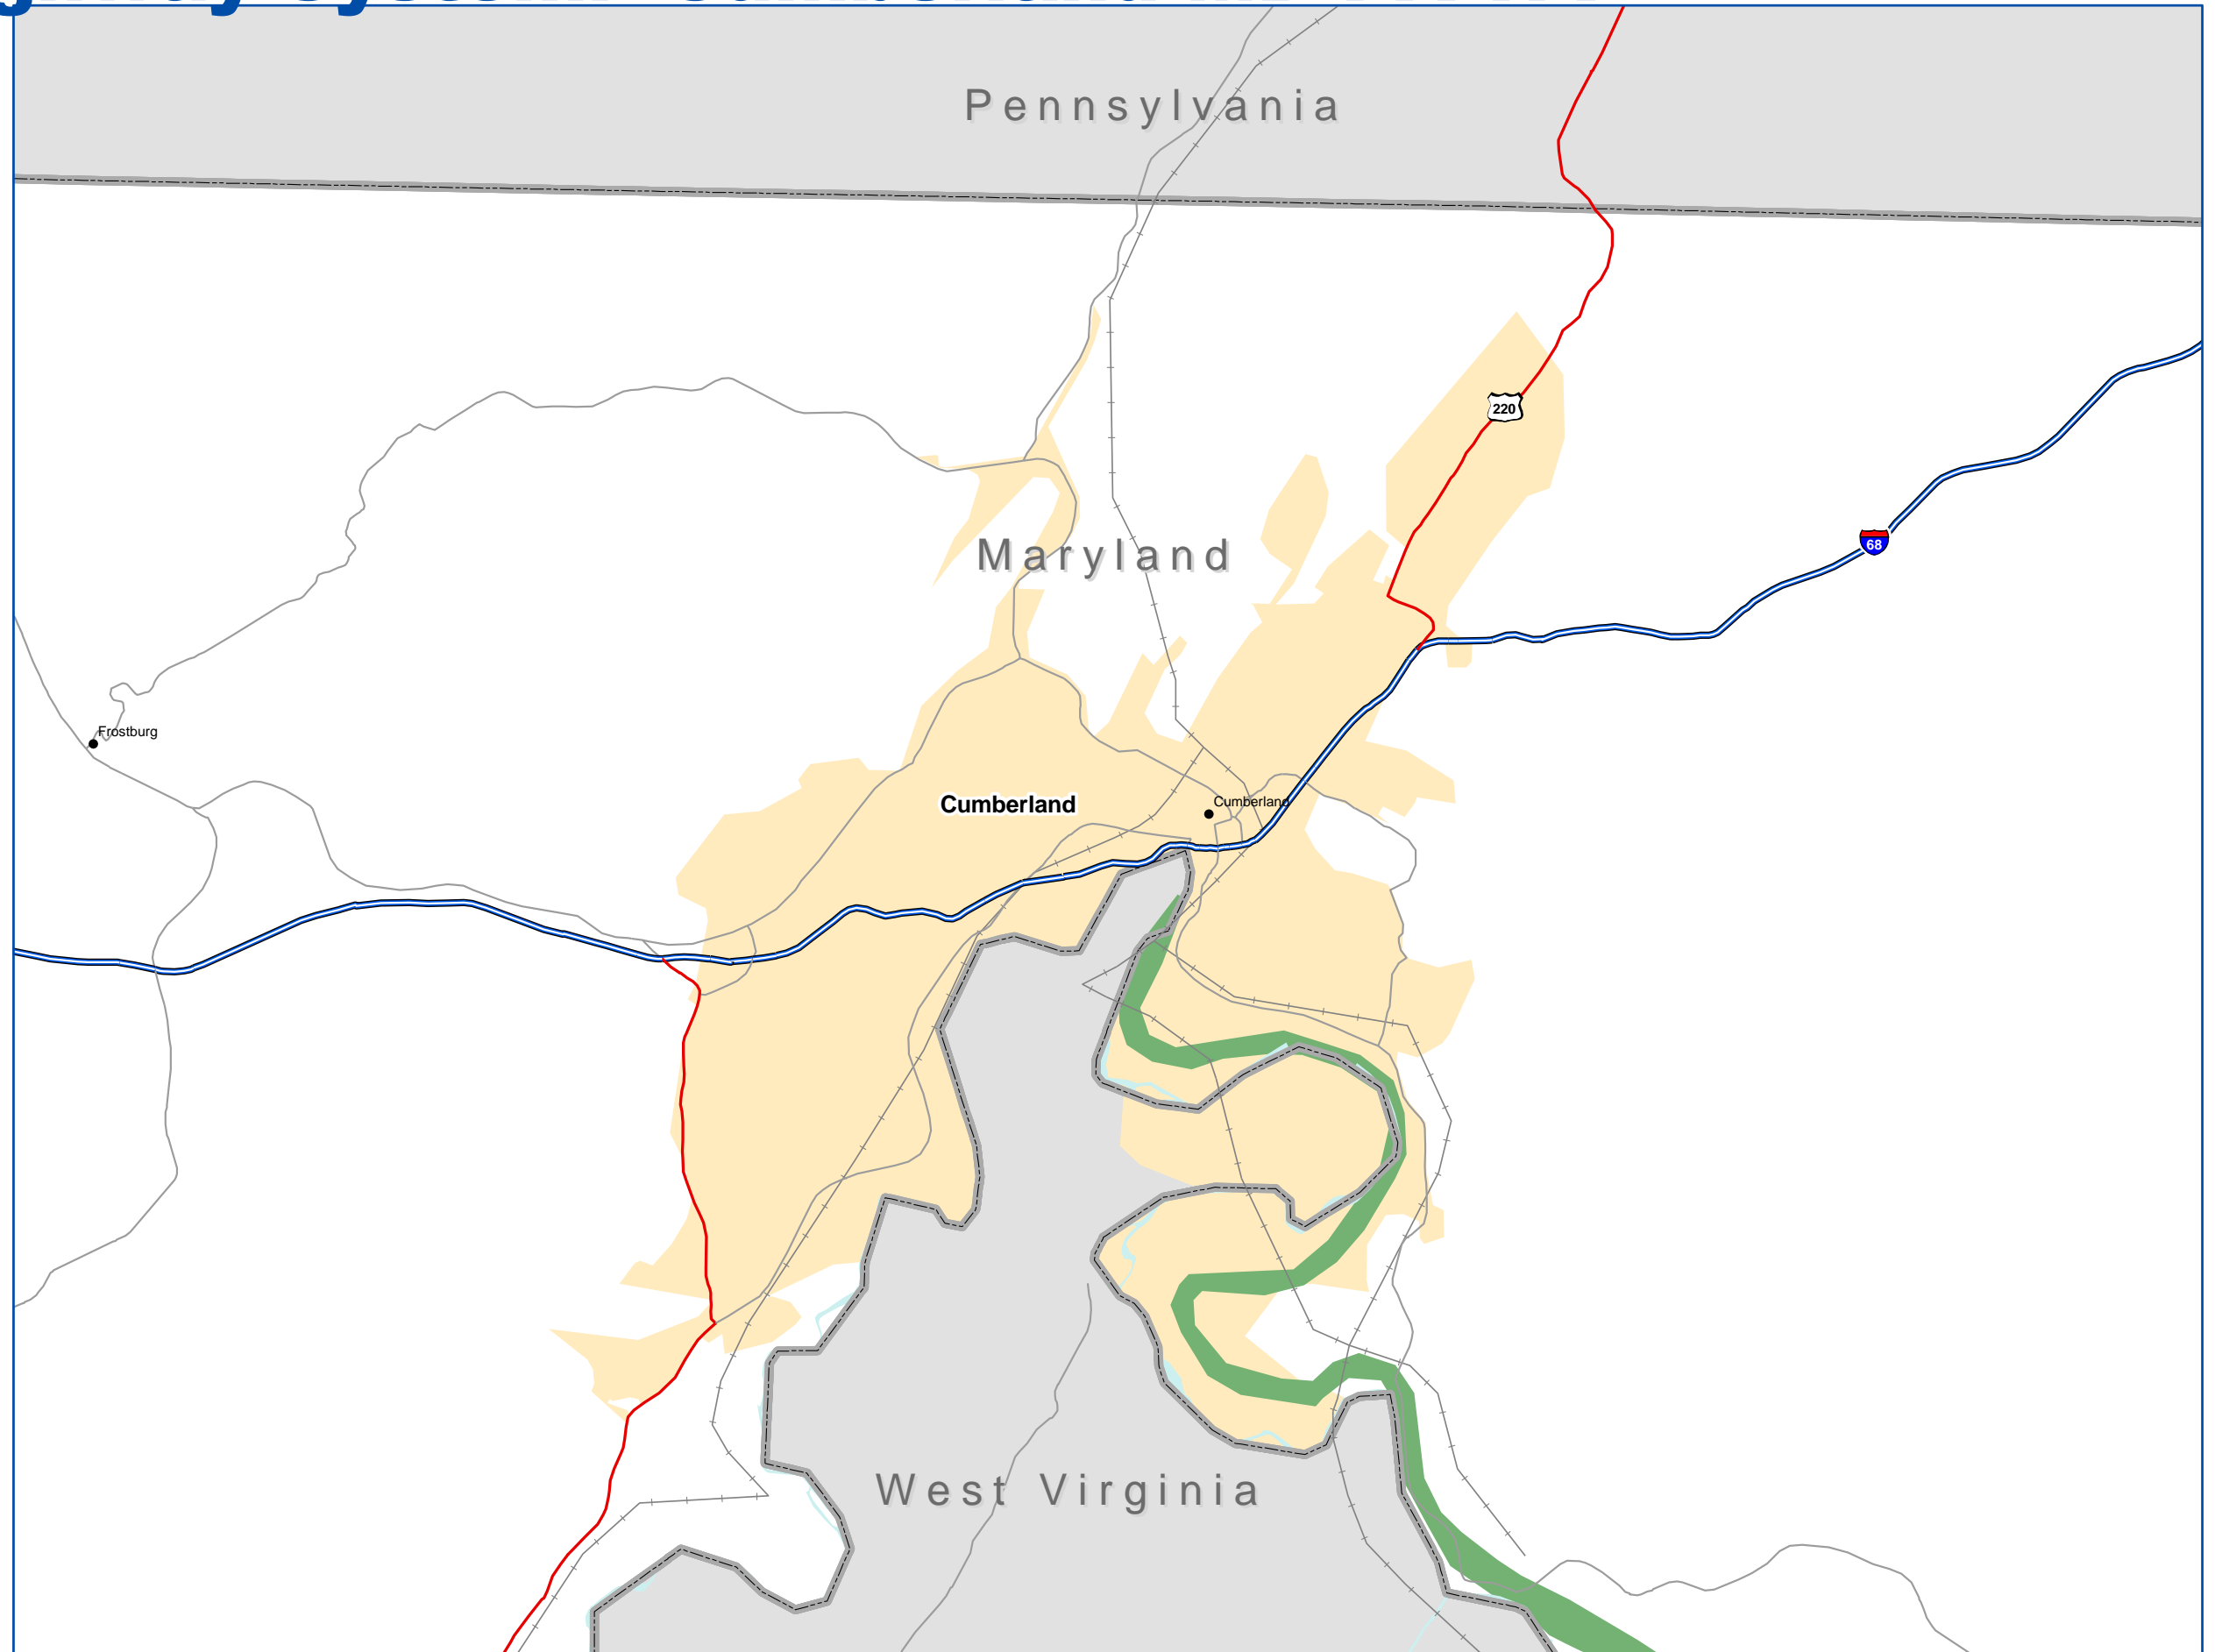 Pennsylvania
220
Maryland
68
Frostburg
Cumberland
Cumberland
West Virginia